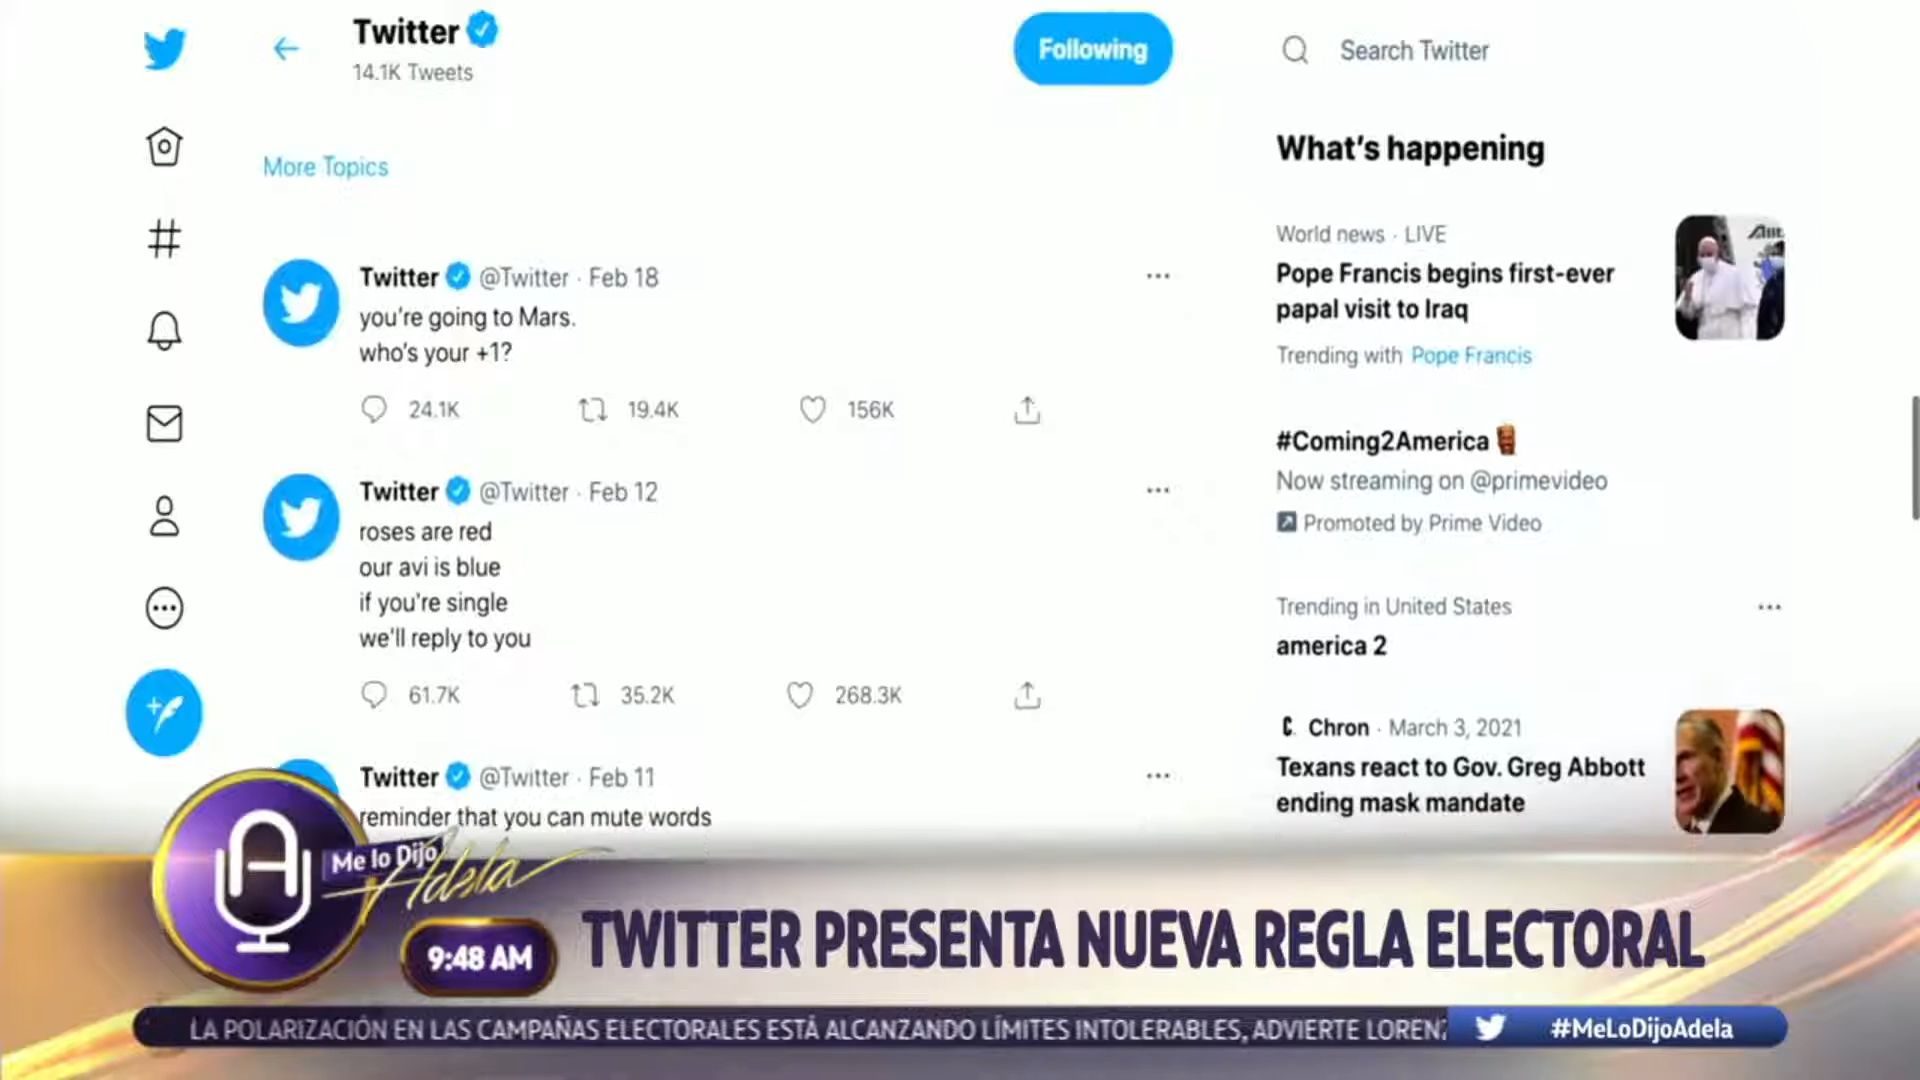 Twitter
14.1K Tweets
Following
Search Twitter
More Topics
Twitter @Twitter · Feb 18
you're going to Mars.
who's your +1?
24.1K 19.4K 156K
Twitter @Twitter · Feb 12
roses are red
our avi is blue
if you're single
we'll reply to you
61.7K 35.2K 268.3K
Twitter @Twitter · Feb 11
reminder that you can mute words
What's happening
World news · LIVE
Pope Francis begins first-ever
papal visit to Iraq
Trending with Pope Francis
#Coming2America
Now streaming on @primevideo
Promoted by Prime Video
Trending in United States
america 2
Chron · March 3, 2021
Texans react to Gov. Greg Abbott
ending mask mandate
Me lo Dijo
Adela
9:48 AM
TWITTER PRESENTA NUEVA REGLA ELECTORAL
LA POLARIZACIÓN EN LAS CAMPAÑAS ELECTORALES ESTÁ ALCANZANDO LÍMITES INTOLERABLES, ADVIERTE
#MeLoDijoAdela